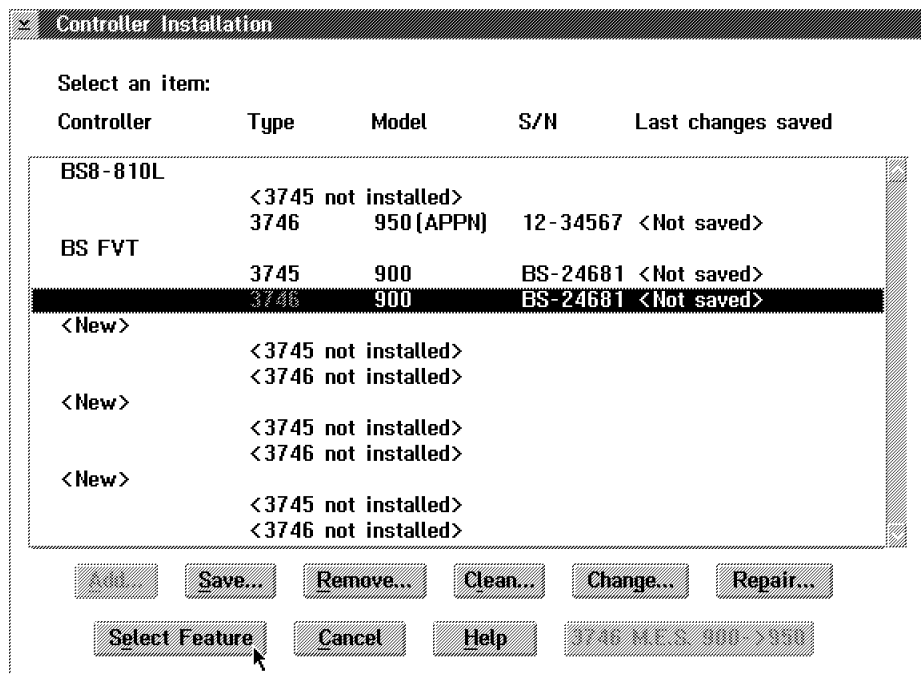 Controller Installation
Select an item:
Controller Type Model S/N Last changes saved
BS8-810L
<3745 not installed>
3746 950(APPN) 12-34567 <Not saved>
BS FVT
3745 900 BS-24681 <Not saved>
3746 900 BS-24681 <Not saved>
<New>
<3745 not installed>
<3746 not installed>
<New>
<3745 not installed>
<3746 not installed>
<New>
<3745 not installed>
<3746 not installed>
Add... Save... Remove... Clean... Change... Repair...
Select Feature Cancel Help 3746 M.E.S. 900->950